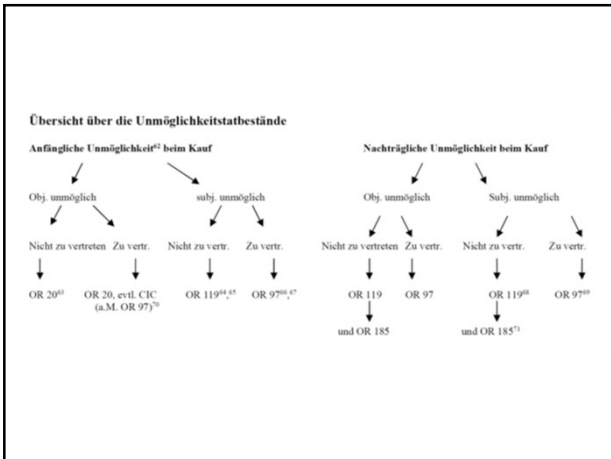 Übersicht über die Unmöglichkeitstatbestände
Anfängliche Unmöglichkeit⁶² beim Kauf
Nachträgliche Unmöglichkeit beim Kauf
Obj. unmöglich
subj. unmöglich
Obj. unmöglich
Subj. unmöglich
Nicht zu vertreten
Zu vertr.
Nicht zu vertr.
Zu vertr.
Nicht zu vertreten
Zu vertr.
Nicht zu vertr.
Zu vertr.
OR 20⁶³
OR 20, evtl. CIC
(a.M. OR 97)⁷⁰
OR 119⁶⁴,⁶⁵
OR 97⁶⁶,⁶⁷
OR 119
OR 97
OR 119⁶⁸
OR 97⁶⁹
und OR 185
und OR 185⁷¹